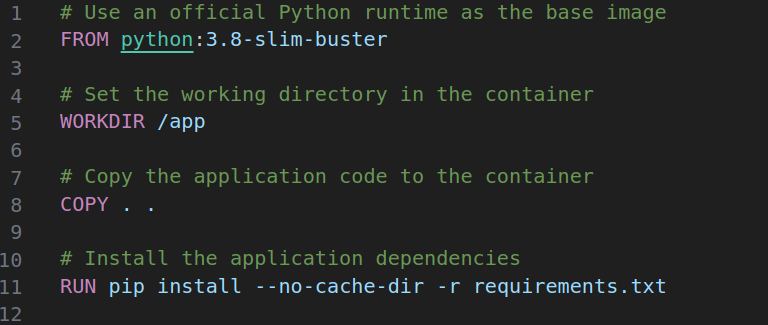 1 # Use an official Python runtime as the base image
2 FROM python:3.8-slim-buster
3
4 # Set the working directory in the container
5 WORKDIR /app
6
7 # Copy the application code to the container
8 COPY . .
9
10 # Install the application dependencies
11 RUN pip install --no-cache-dir -r requirements.txt
12